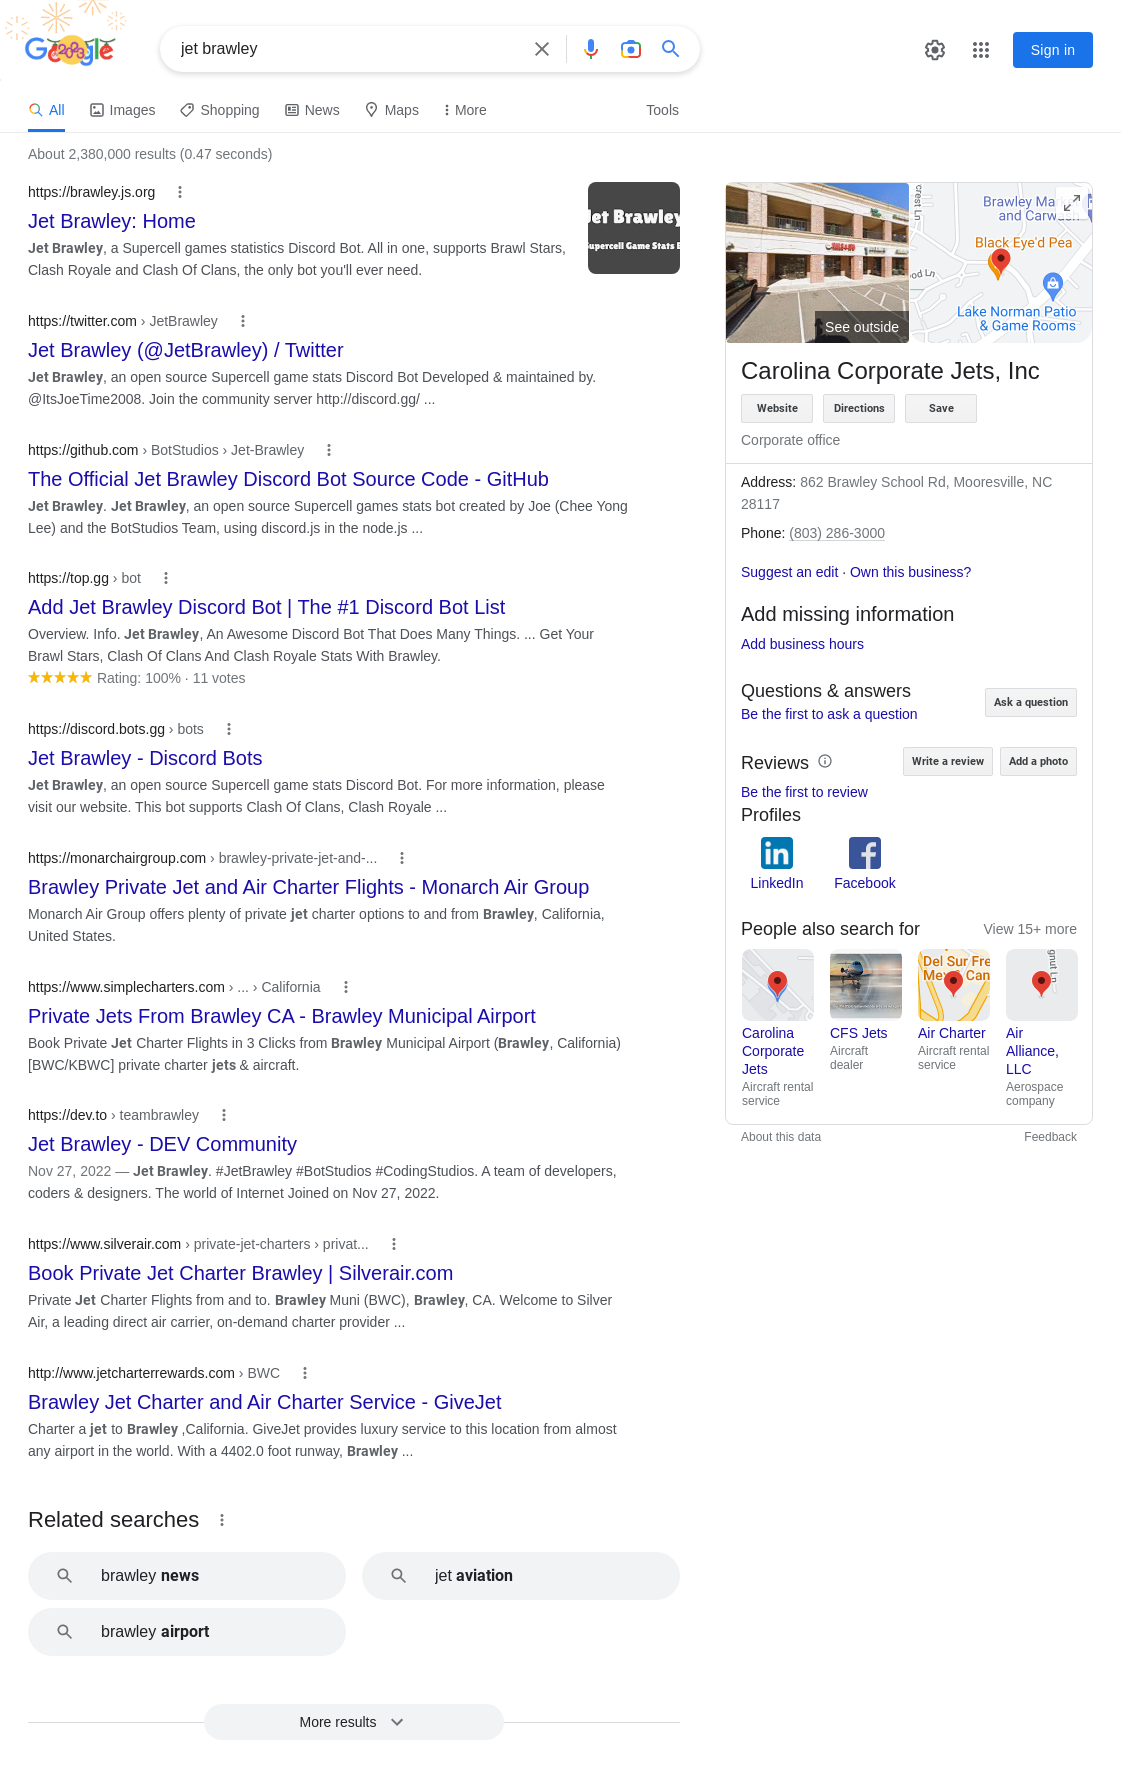 Google
2023
jet brawley
Sign in
All
Images
Shopping
News
Maps
More
Tools
About 2,380,000 results (0.47 seconds)
https://brawley.js.org
Jet Brawley: Home
Jet Brawley, a Supercell games statistics Discord Bot. All in one, supports Brawl Stars,
Clash Royale and Clash Of Clans, the only bot you'll ever need.
Jet Brawley
Supercell Game Stats B
https://twitter.com › JetBrawley
Jet Brawley (@JetBrawley) / Twitter
Jet Brawley, an open source Supercell game stats Discord Bot Developed & maintained by.
@ItsJoeTime2008. Join the community server http://discord.gg/ ...
https://github.com › BotStudios › Jet-Brawley
The Official Jet Brawley Discord Bot Source Code - GitHub
Jet Brawley. Jet Brawley, an open source Supercell games stats bot created by Joe (Chee Yong
Lee) and the BotStudios Team, using discord.js in the node.js ...
https://top.gg › bot
Add Jet Brawley Discord Bot | The #1 Discord Bot List
Overview. Info. Jet Brawley, An Awesome Discord Bot That Does Many Things. ... Get Your
Brawl Stars, Clash Of Clans And Clash Royale Stats With Brawley.
Rating: 100% · 11 votes
https://discord.bots.gg › bots
Jet Brawley - Discord Bots
Jet Brawley, an open source Supercell game stats Discord Bot. For more information, please
visit our website. This bot supports Clash Of Clans, Clash Royale ...
https://monarchairgroup.com › brawley-private-jet-and-...
Brawley Private Jet and Air Charter Flights - Monarch Air Group
Monarch Air Group offers plenty of private jet charter options to and from Brawley, California,
United States.
https://www.simplecharters.com › ... › California
Private Jets From Brawley CA - Brawley Municipal Airport
Book Private Jet Charter Flights in 3 Clicks from Brawley Municipal Airport (Brawley, California)
[BWC/KBWC] private charter jets & aircraft.
https://dev.to › teambrawley
Jet Brawley - DEV Community
Nov 27, 2022 — Jet Brawley. #JetBrawley #BotStudios #CodingStudios. A team of developers,
coders & designers. The world of Internet Joined on Nov 27, 2022.
https://www.silverair.com › private-jet-charters › privat...
Book Private Jet Charter Brawley | Silverair.com
Private Jet Charter Flights from and to. Brawley Muni (BWC), Brawley, CA. Welcome to Silver
Air, a leading direct air carrier, on-demand charter provider ...
http://www.jetcharterrewards.com › BWC
Brawley Jet Charter and Air Charter Service - GiveJet
Charter a jet to Brawley ,California. GiveJet provides luxury service to this location from almost
any airport in the world. With a 4402.0 foot runway, Brawley ...
Related searches
brawley news
jet aviation
brawley airport
More results
See outside
crest Ln
Brawley Ma
and Carwash
Black Eye'd Pea
od Ln
Lake Norman Patio
& Game Rooms
Carolina Corporate Jets, Inc
Website
Directions
Save
Corporate office
Address: 862 Brawley School Rd, Mooresville, NC
28117
Phone: (803) 286-3000
Suggest an edit · Own this business?
Add missing information
Add business hours
Questions & answers
Be the first to ask a question
Ask a question
Reviews
Write a review
Add a photo
Be the first to review
Profiles
LinkedIn
Facebook
People also search for
View 15+ more
Del Sur Fre
Mex & Can
gnut Ln
Carolina
Corporate
Jets
Aircraft rental
service
CFS Jets
Aircraft
dealer
Air Charter
Aircraft rental
service
Air
Alliance,
LLC
Aerospace
company
About this data
Feedback